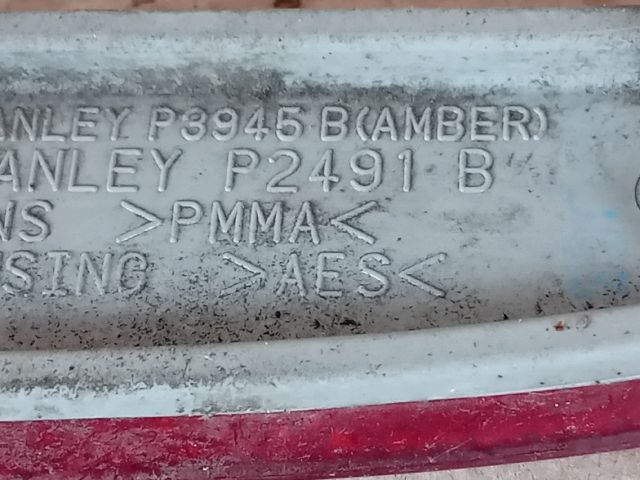 ANLEY P3945 B(AMBER)
ANLEY P2491 B
NS >PMMA<
SING >AES<